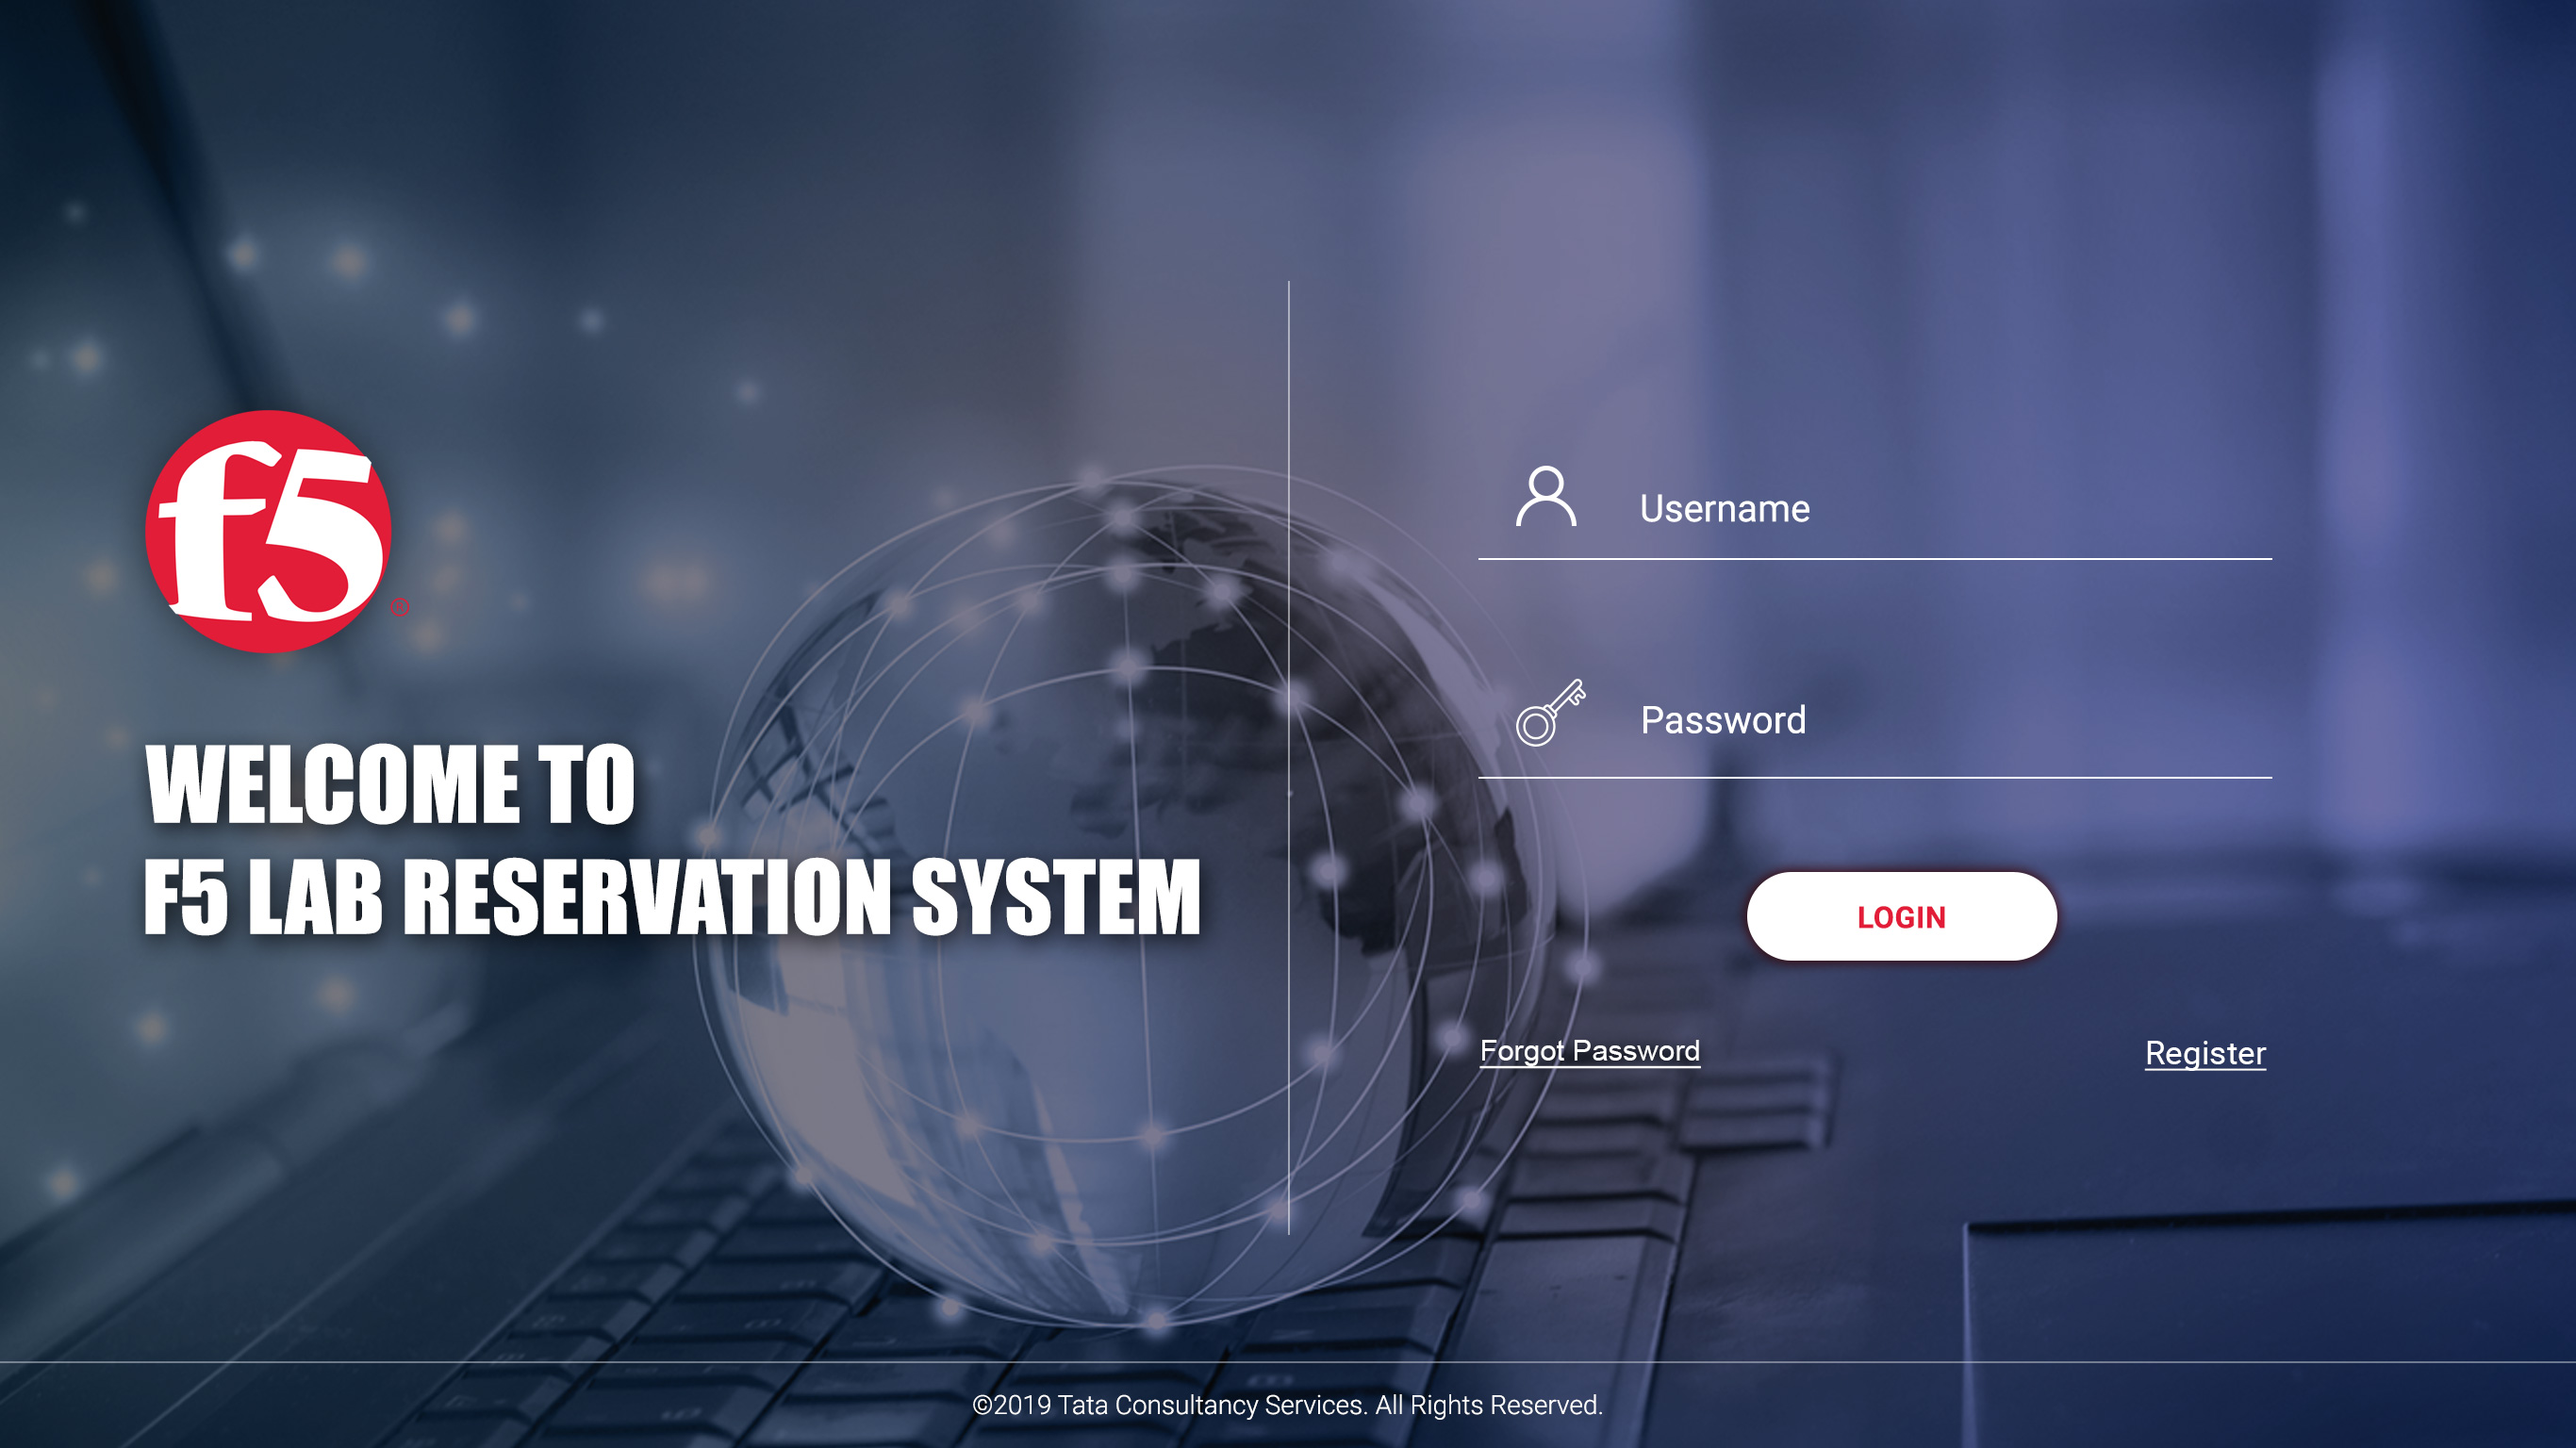 f5
WELCOME TO
F5 LAB RESERVATION SYSTEM
Username
Password
LOGIN
Forgot Password
Register
©2019 Tata Consultancy Services. All Rights Reserved.